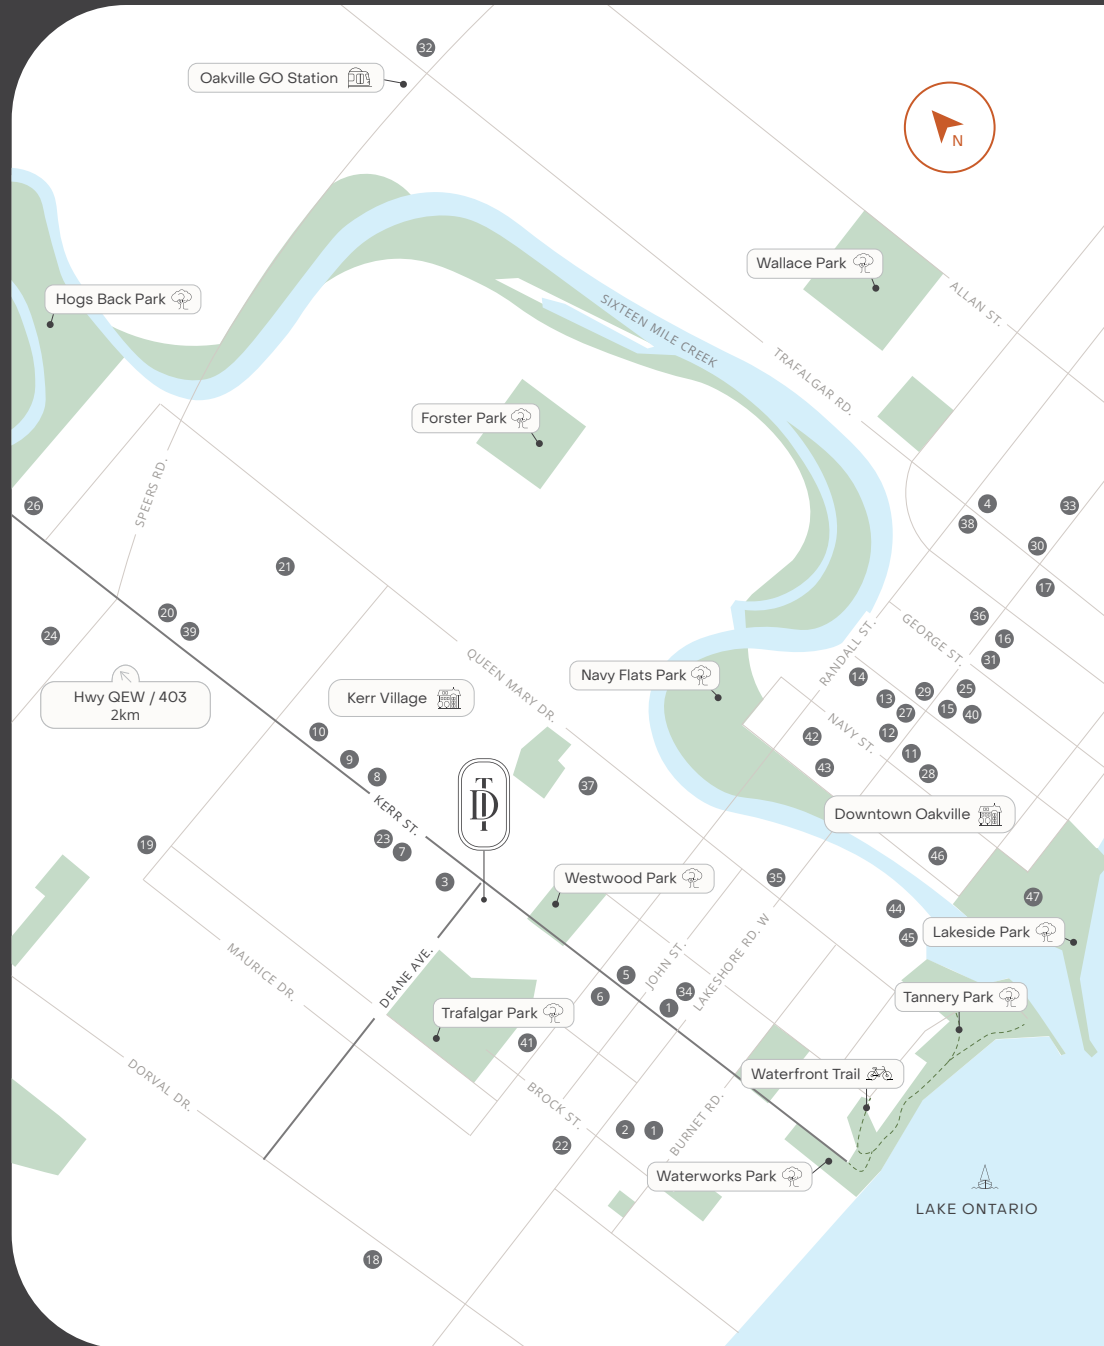 32
Oakville GO Station
N
Wallace Park
Hogs Back Park
ALLAN ST.
SIXTEEN MILE CREEK
TRAFALGAR RD.
Forster Park
SPEERS RD.
26
4
33
38
30
21
17
20
39
24
36
GEORGE ST.
16
31
RANDALL ST.
QUEEN MARY DR.
Navy Flats Park
14
29
25
13
27
15
40
Hwy QEW / 403
2km
Kerr Village
NAVY ST.
10
42
12
9
11
43
28
8
37
TD
KERR ST.
Downtown Oakville
23
19
7
46
3
Westwood Park
35
47
44
45
Lakeside Park
LAKESHORE RD. W
JOHN ST.
MAURICE DR.
DEANE AVE.
5
34
6
1
Tannery Park
Trafalgar Park
41
Waterfront Trail
DORVAL DR.
BROCK ST.
BURNET RD.
2
1
22
Waterworks Park
LAKE ONTARIO
18